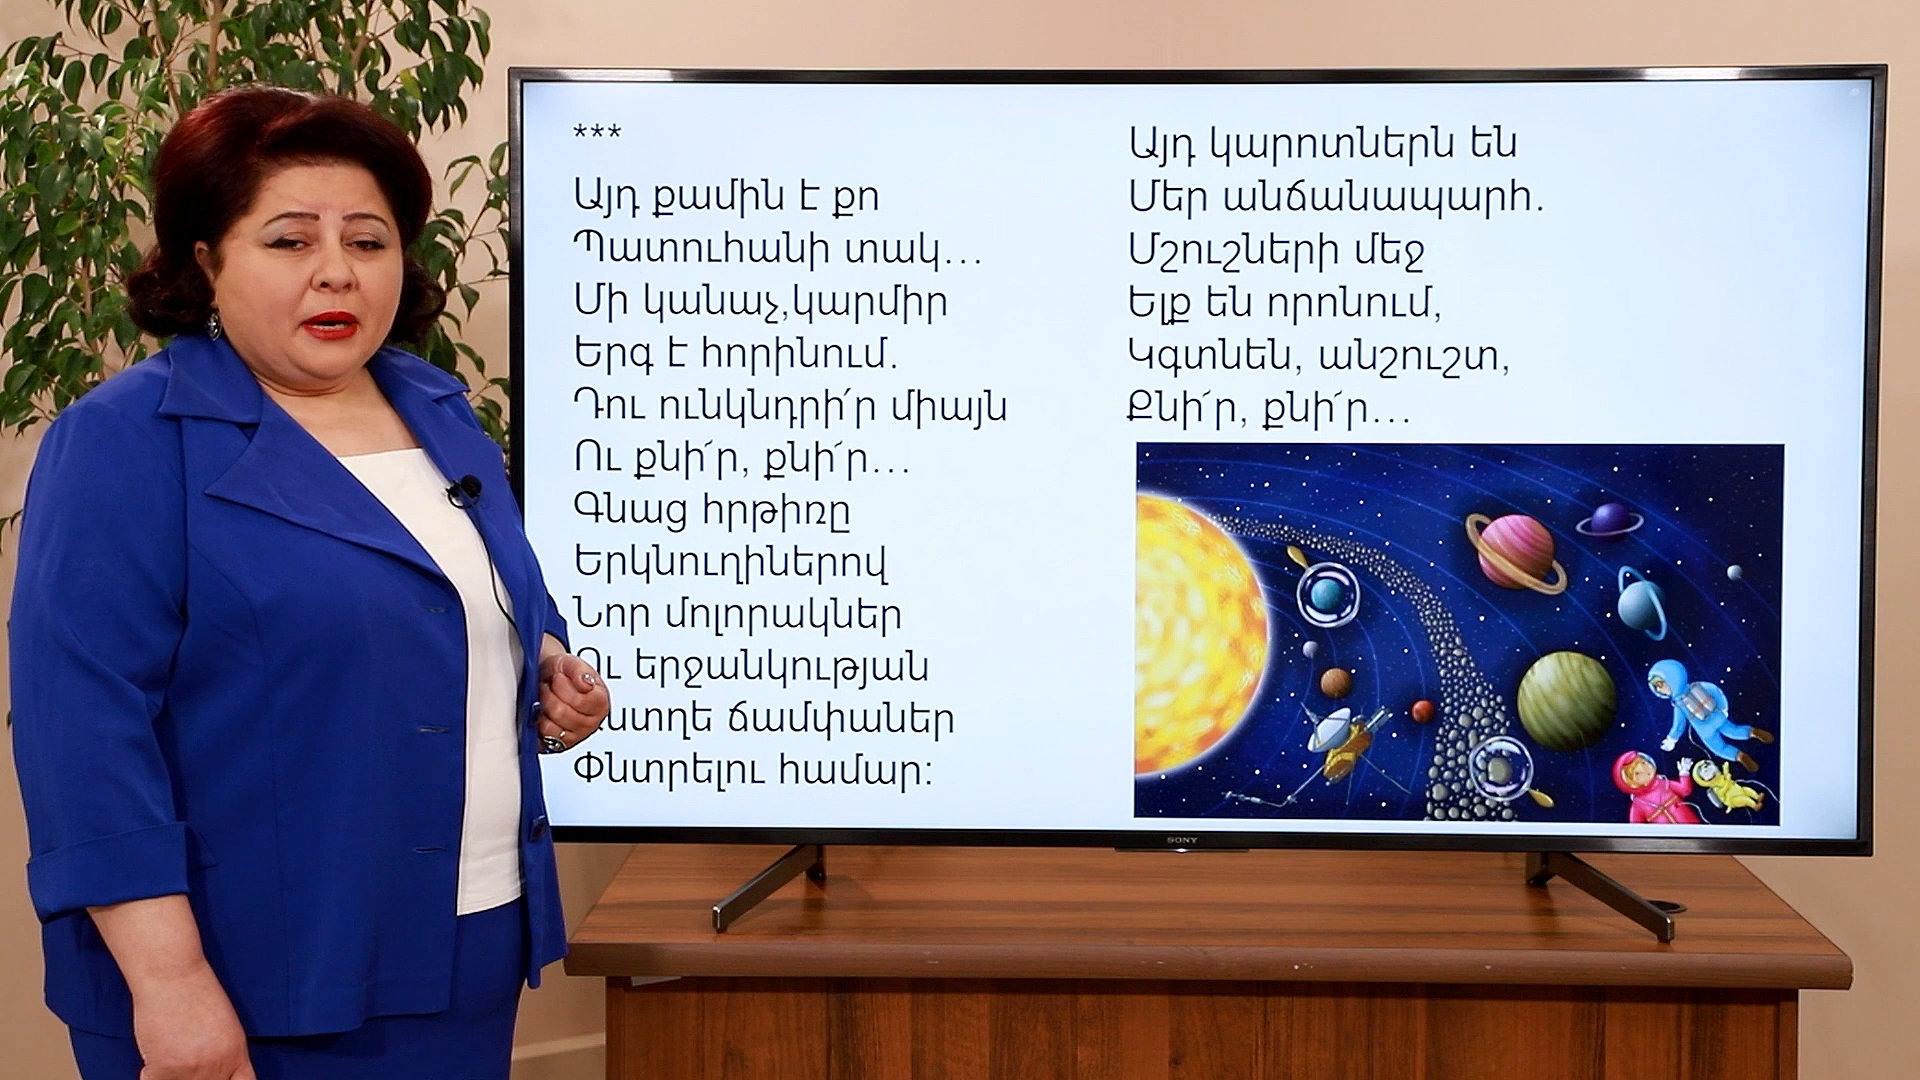 ***
Այդ քամին է քո
Պատուհանի տակ...
Մի կանաչ,կարմիր
Երգ է հորինում.
Դու ունկնդրի՛ր միայն
Ու քնի՜ր, քնի՜ր...
Գնաց հրթիռը
Երկնուղիներով
Նոր մոլորակներ
Ու երջանկության
Աստղե ճամփաներ
Փնտրելու համար:
Այդ կարոտներն են
Մեր անճանապարհ.
Մշուշների մեջ
Ելք են որոնում,
Կգտնեն, անշուշտ,
Քնի՜ր, քնի՜ր...
SONY